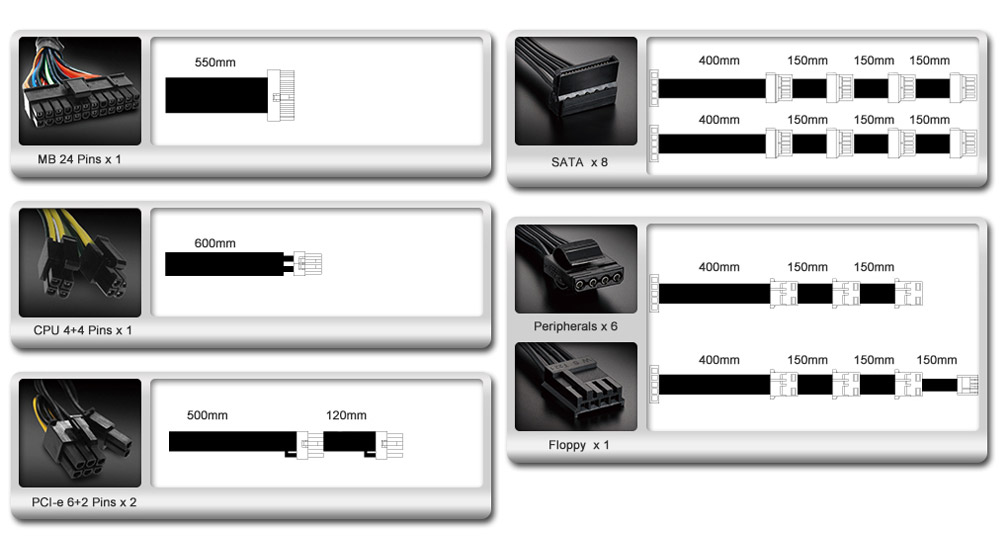 550mm
MB 24 Pins x 1
600mm
CPU 4+4 Pins x 1
500mm 120mm
PCI-e 6+2 Pins x 2
400mm 150mm 150mm 150mm
400mm 150mm 150mm 150mm
SATA x 8
400mm 150mm 150mm
Peripherals x 6
400mm 150mm 150mm 150mm
Floppy x 1